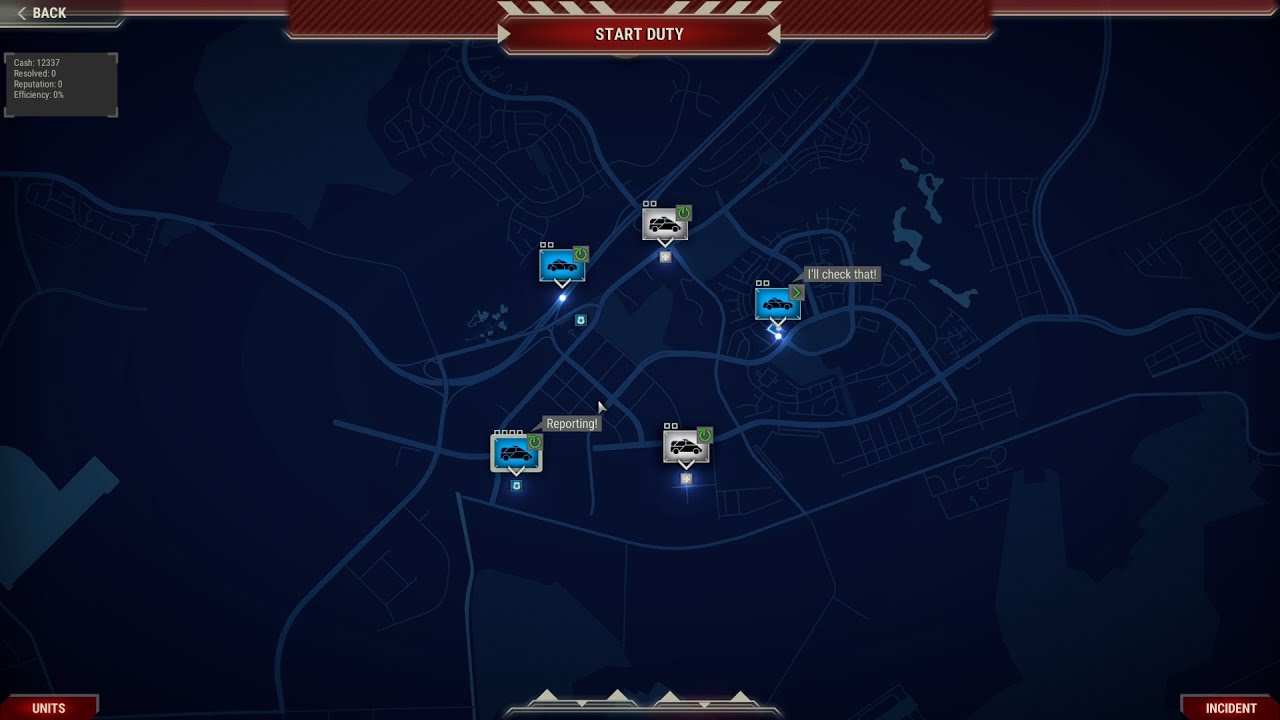 BACK
START DUTY
Cash: 12337
Resolved: 0
Reputation: 0
Efficiency: 0%
I'll check that!
Reporting!
UNITS
INCIDENT